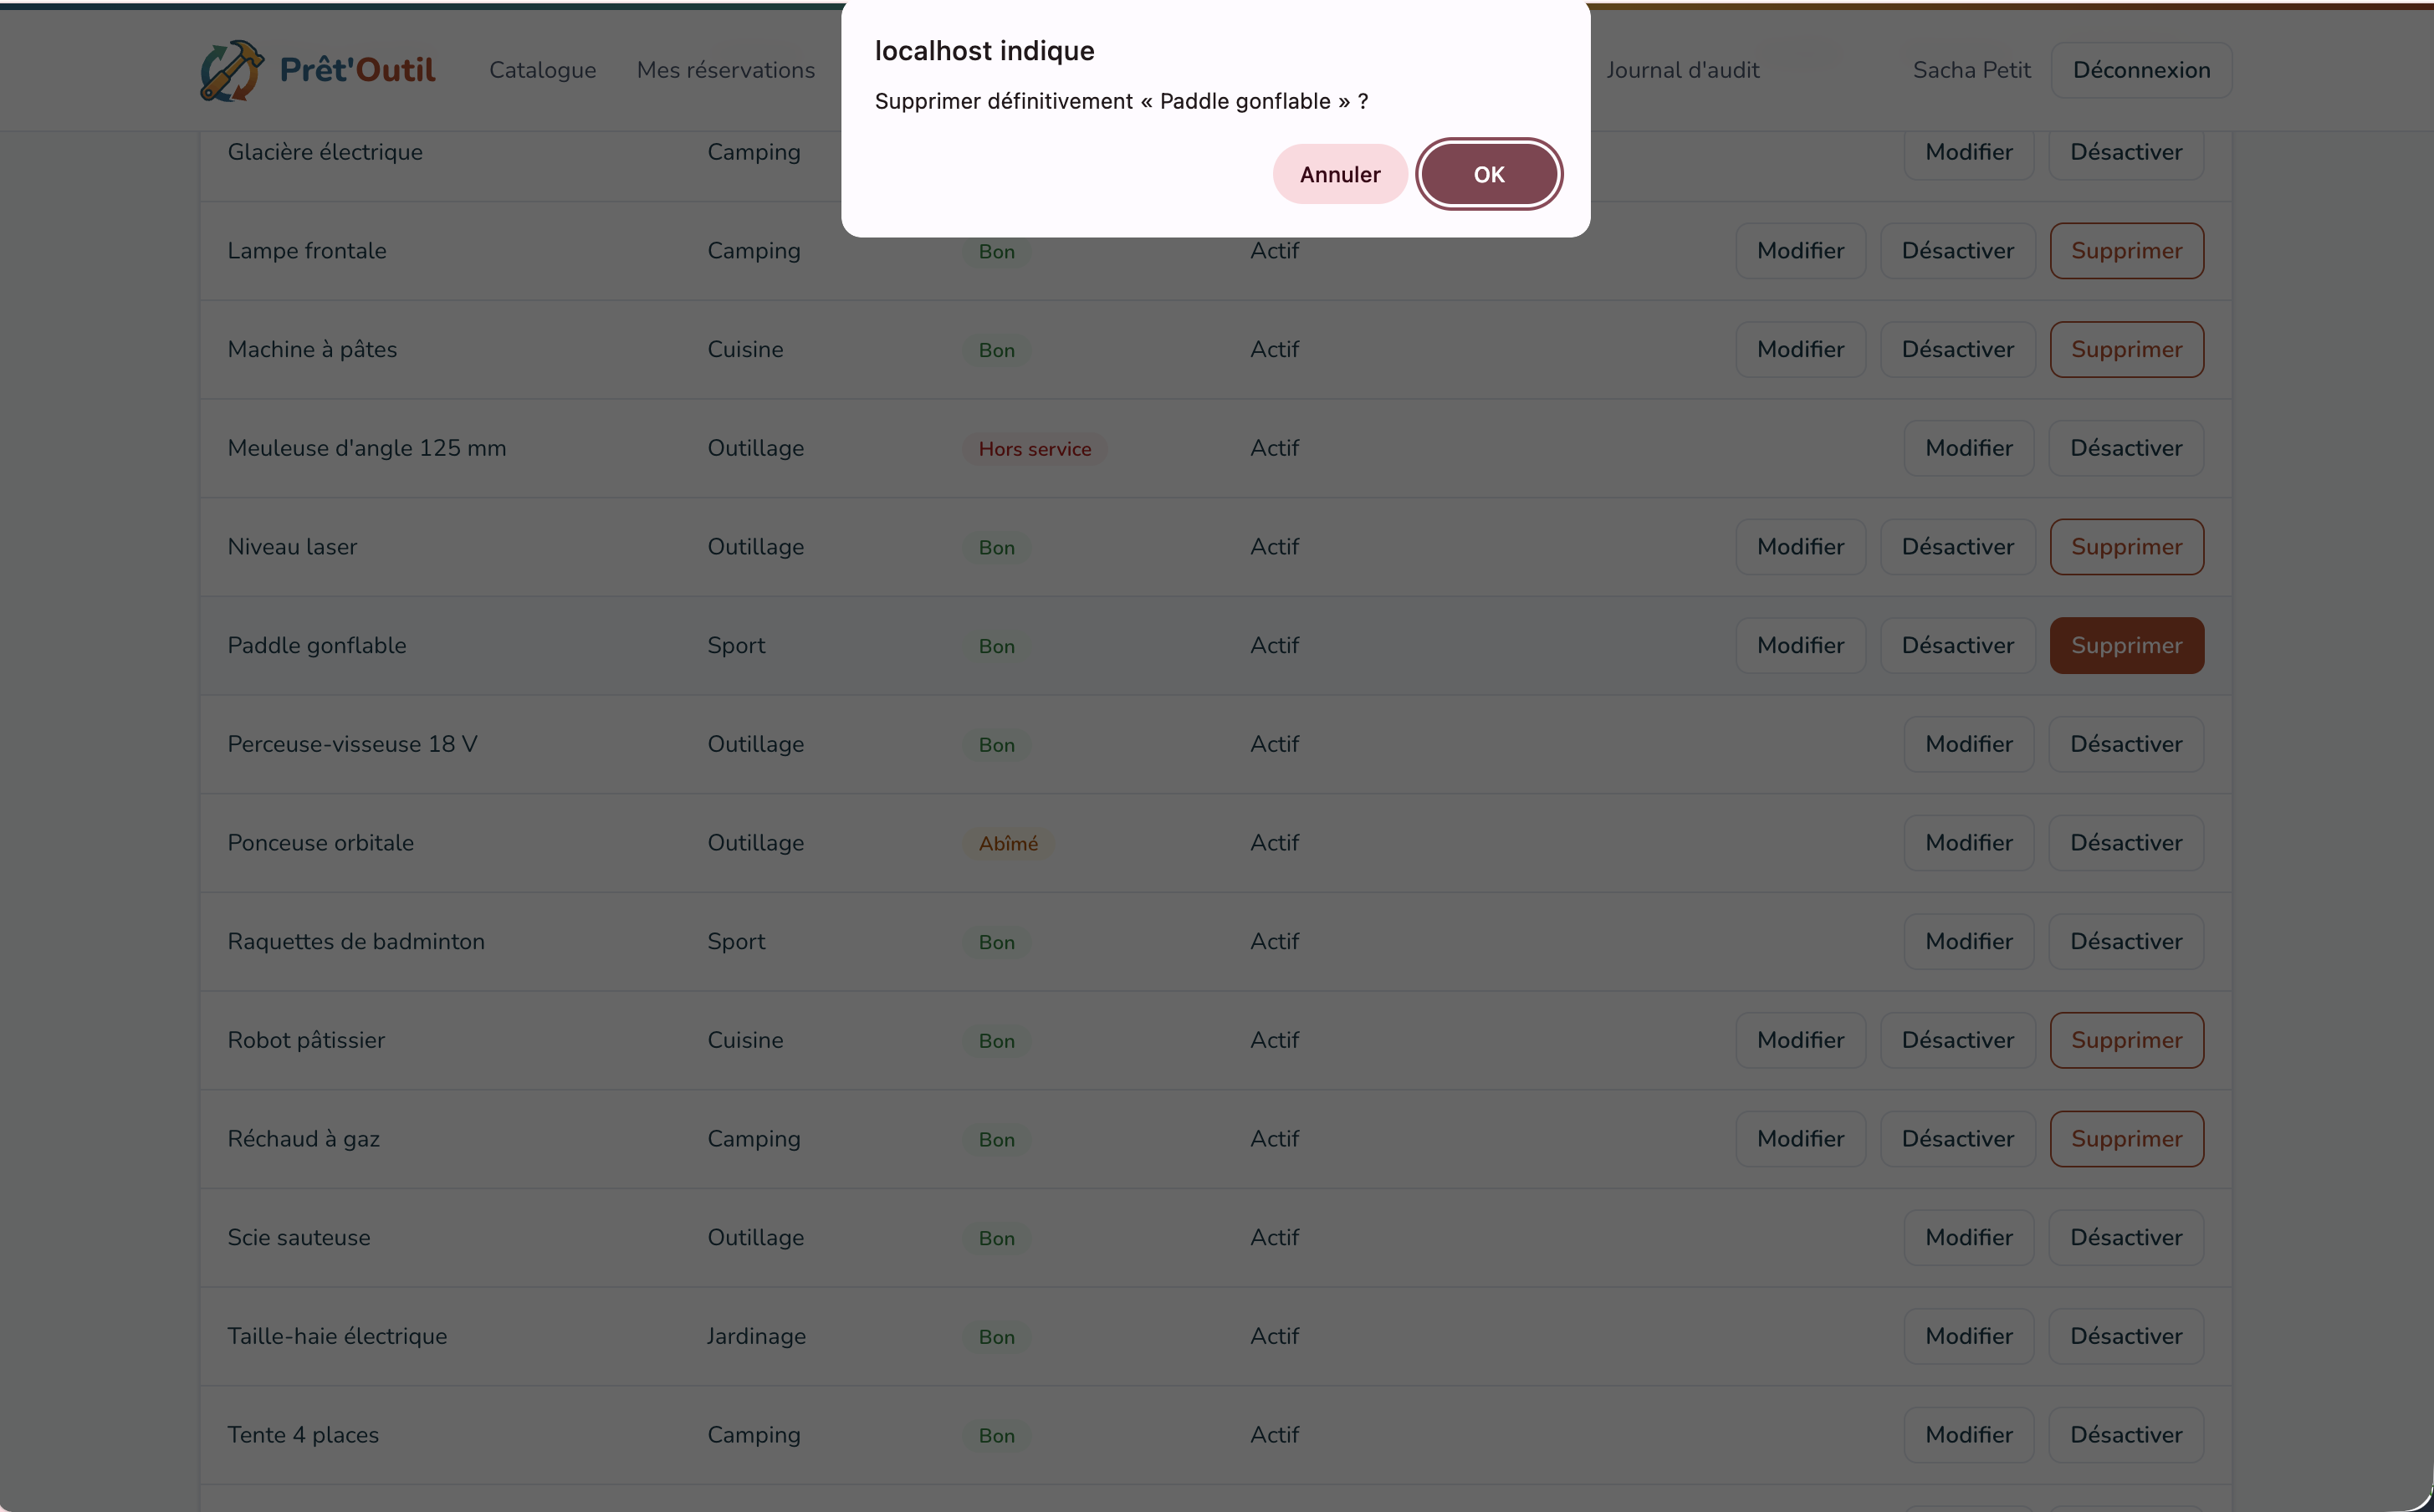 Prêt'Outil Catalogue Mes réservations Journal d'audit Sacha Petit Déconnexion
localhost indique
Supprimer définitivement « Paddle gonflable » ?
Annuler OK
Glacière électrique Camping Modifier Désactiver
Lampe frontale Camping Bon Actif Modifier Désactiver Supprimer
Machine à pâtes Cuisine Bon Actif Modifier Désactiver Supprimer
Meuleuse d'angle 125 mm Outillage Hors service Actif Modifier Désactiver
Niveau laser Outillage Bon Actif Modifier Désactiver Supprimer
Paddle gonflable Sport Bon Actif Modifier Désactiver Supprimer
Perceuse-visseuse 18 V Outillage Bon Actif Modifier Désactiver
Ponceuse orbitale Outillage Abîmé Actif Modifier Désactiver
Raquettes de badminton Sport Bon Actif Modifier Désactiver
Robot pâtissier Cuisine Bon Actif Modifier Désactiver Supprimer
Réchaud à gaz Camping Bon Actif Modifier Désactiver Supprimer
Scie sauteuse Outillage Bon Actif Modifier Désactiver
Taille-haie électrique Jardinage Bon Actif Modifier Désactiver
Tente 4 places Camping Bon Actif Modifier Désactiver